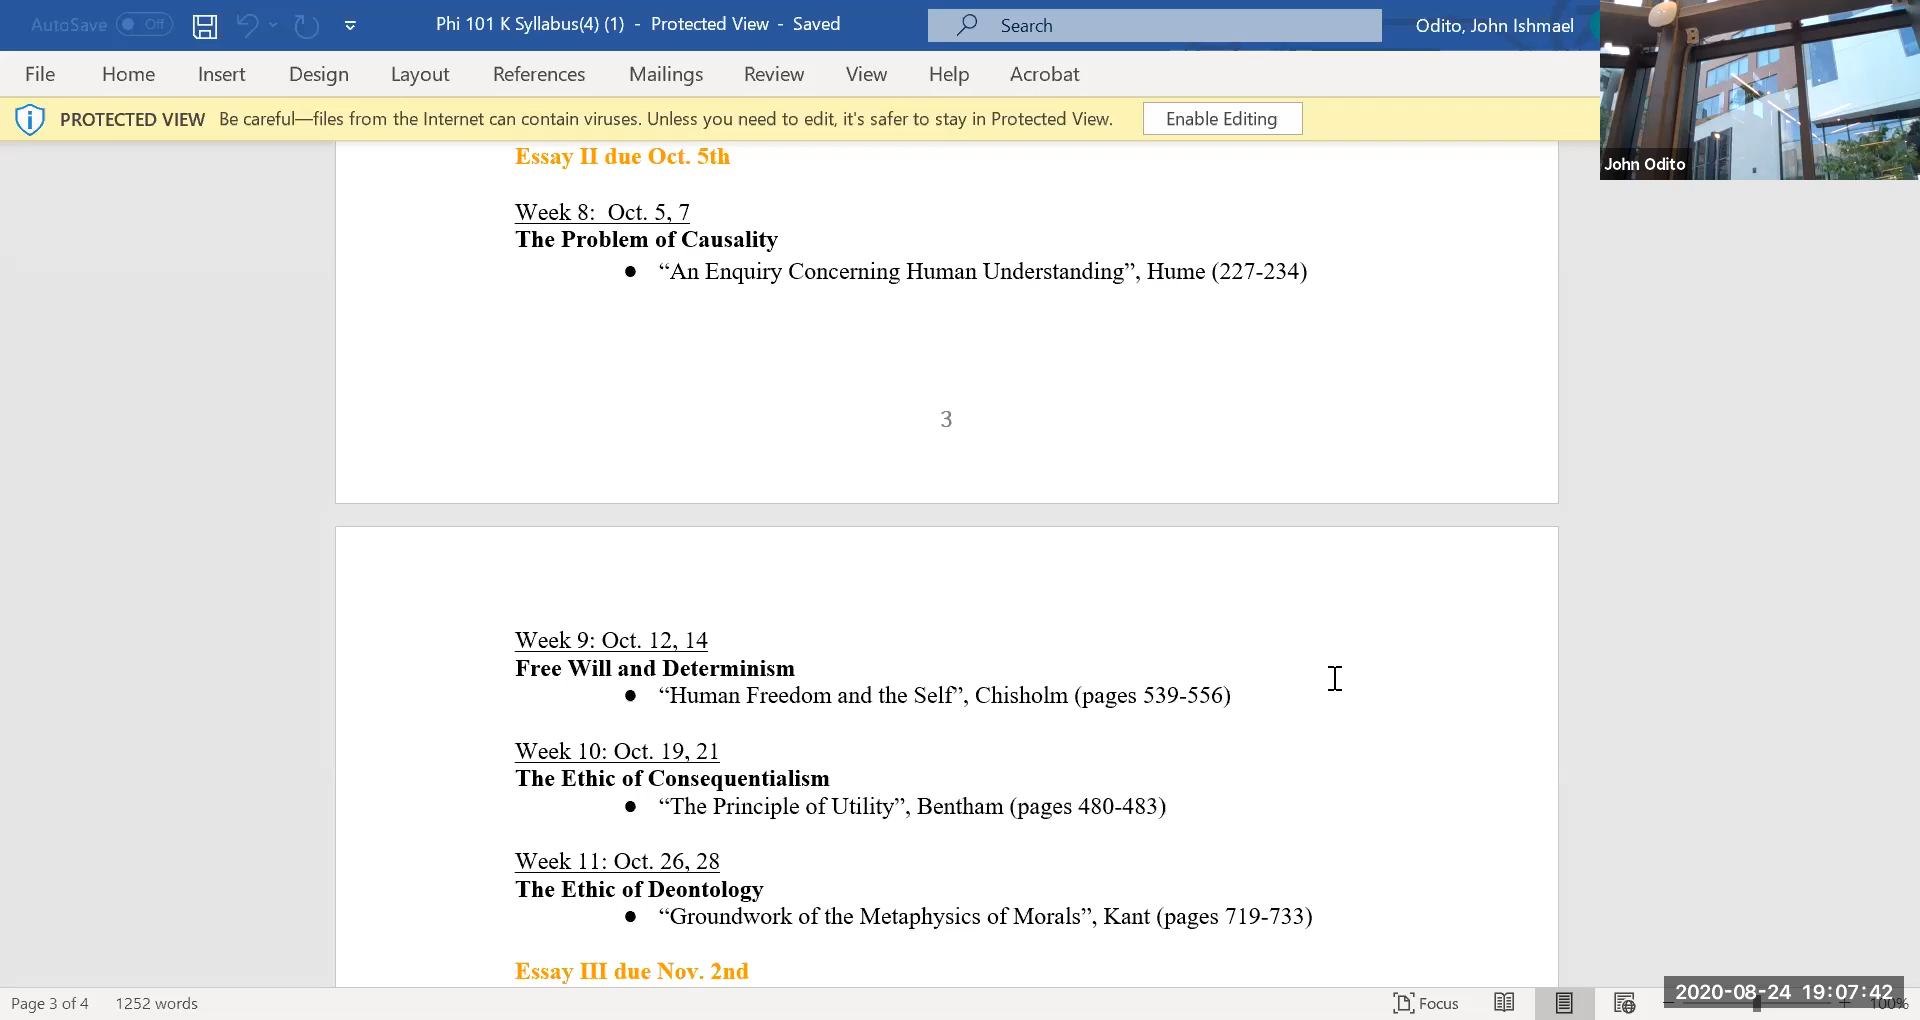 AutoSave Off Phi 101 K Syllabus(4) (1) - Protected View - Saved Search Odito, John Ishmael
File Home Insert Design Layout References Mailings Review View Help Acrobat
PROTECTED VIEW Be careful—files from the Internet can contain viruses. Unless you need to edit, it's safer to stay in Protected View. Enable Editing
John Odito
Essay II due Oct. 5th
Week 8:  Oct. 5, 7
The Problem of Causality
● “An Enquiry Concerning Human Understanding”, Hume (227-234)
3
Week 9: Oct. 12, 14
Free Will and Determinism
● “Human Freedom and the Self”, Chisholm (pages 539-556)
Week 10: Oct. 19, 21
The Ethic of Consequentialism
● “The Principle of Utility”, Bentham (pages 480-483)
Week 11: Oct. 26, 28
The Ethic of Deontology
● “Groundwork of the Metaphysics of Morals”, Kant (pages 719-733)
Essay III due Nov. 2nd
Page 3 of 4 1252 words Focus 100%
2020-08-24 19:07:42